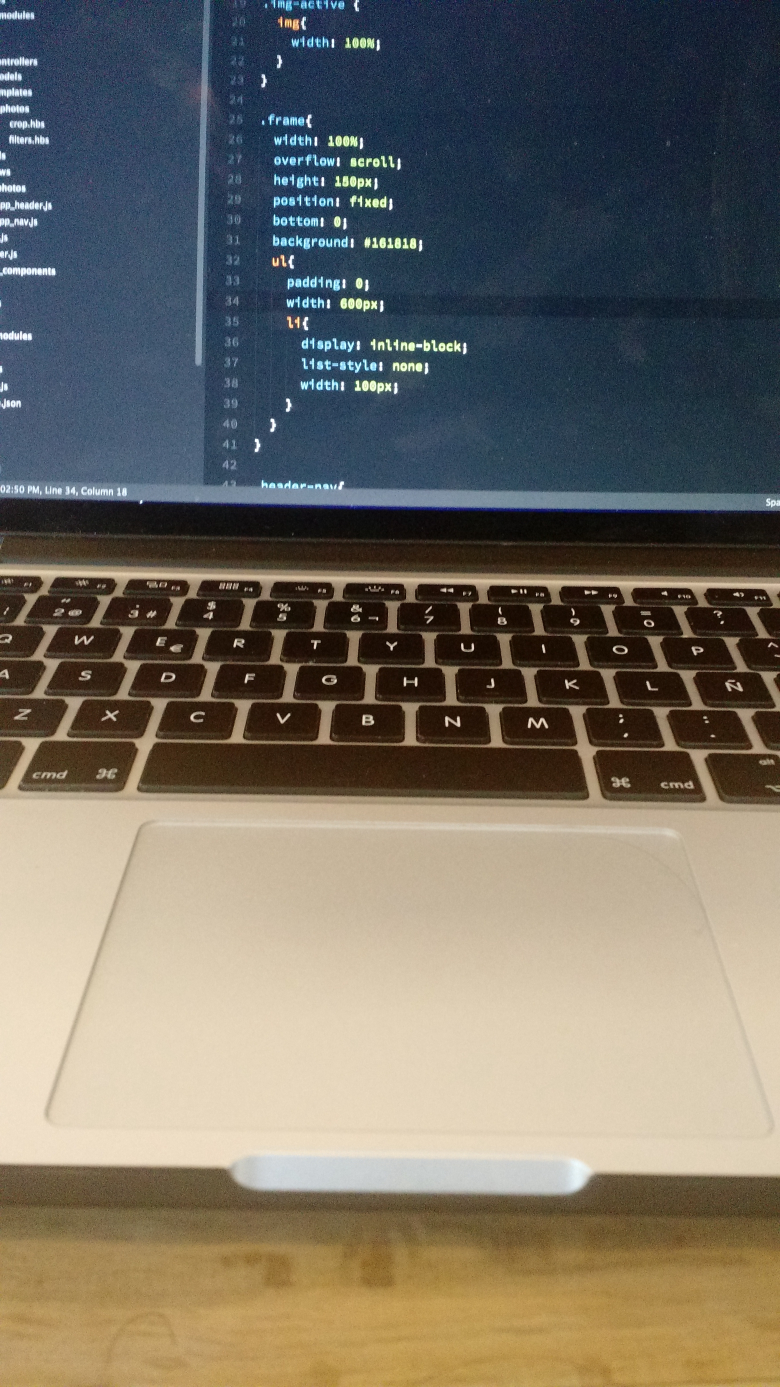 modules
ntrollers
odels
mplates
photos
crop.hbs
filters.hbs
ls
ws
hotos
pp_header.js
pp_nav.js
.js
er.js
_components
modules
.js
.json
19 .img-active {
20 img{
21 width: 100%;
22 }
23 }
24
25 .frame{
26 width: 100%;
27 overflow: scroll;
28 height: 150px;
29 position: fixed;
30 bottom: 0;
31 background: #161818;
32 ul{
33 padding: 0;
34 width: 600px;
35 li{
36 display: inline-block;
37 list-style: none;
38 width: 100px;
39 }
40 }
41 }
42
43 header-nav{
02:50 PM, Line 34, Column 18
Spa
F1 F2 F3 F4 F5 F6 F7 F8 F9 F10 F11
/ " 2 @ · 3 # $ 4 % 5 & 6 ¬ / 7 ( 8 ) 9 = 0 ? '
Q W E € R T Y U I O P ^
A S D F G H J K L Ñ
Z X C V B N M ; , : .
cmd ⌘ ⌘ cmd alt ⌥